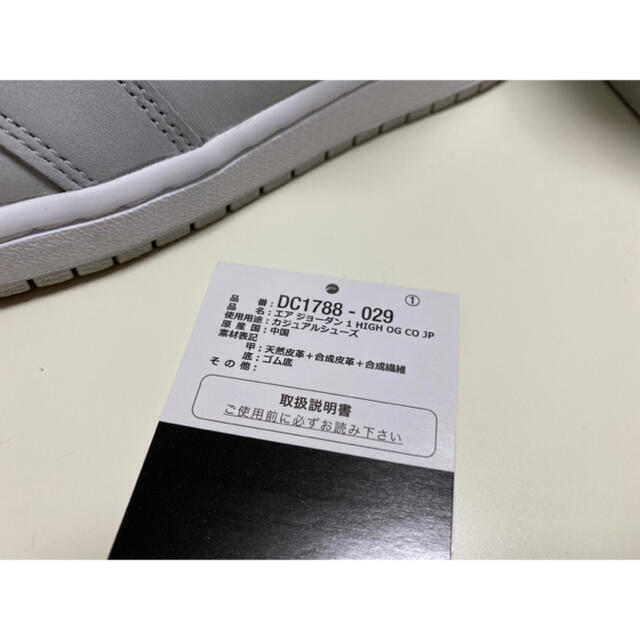 ①
品 番 : DC1788 - 029
品 名 : エア ジョーダン 1 HIGH OG CO JP
使用用途 : カジュアルシューズ
原 産 国 : 中国
素材表記
甲 : 天然皮革＋合成皮革＋合成繊維
底 : ゴム底
そ の 他 :
取扱説明書
ご使用前に必ずお読み下さい